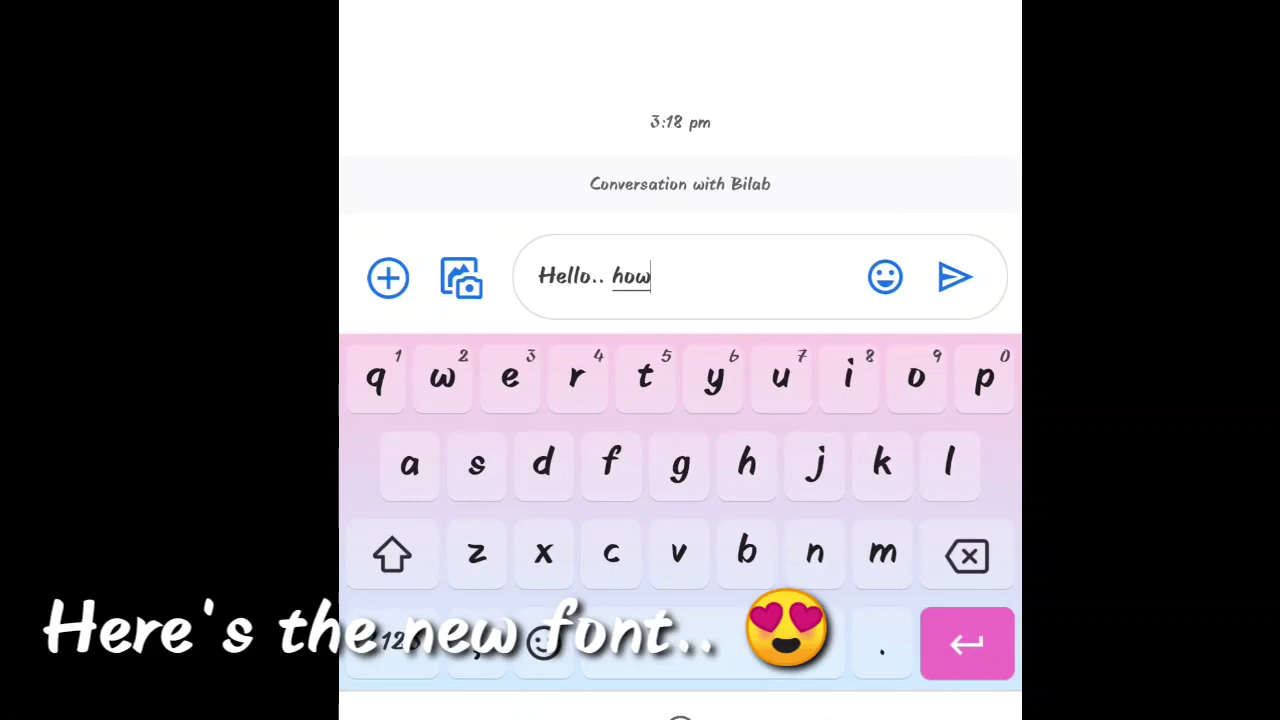 3:18 pm
Conversation with Bilab
Hello.. how
q1 w2 e3 r4 t5 y6 u7 i8 o9 p0
a s d f g h j k l
z x c v b n m
Here's the new font.. 😍
, .